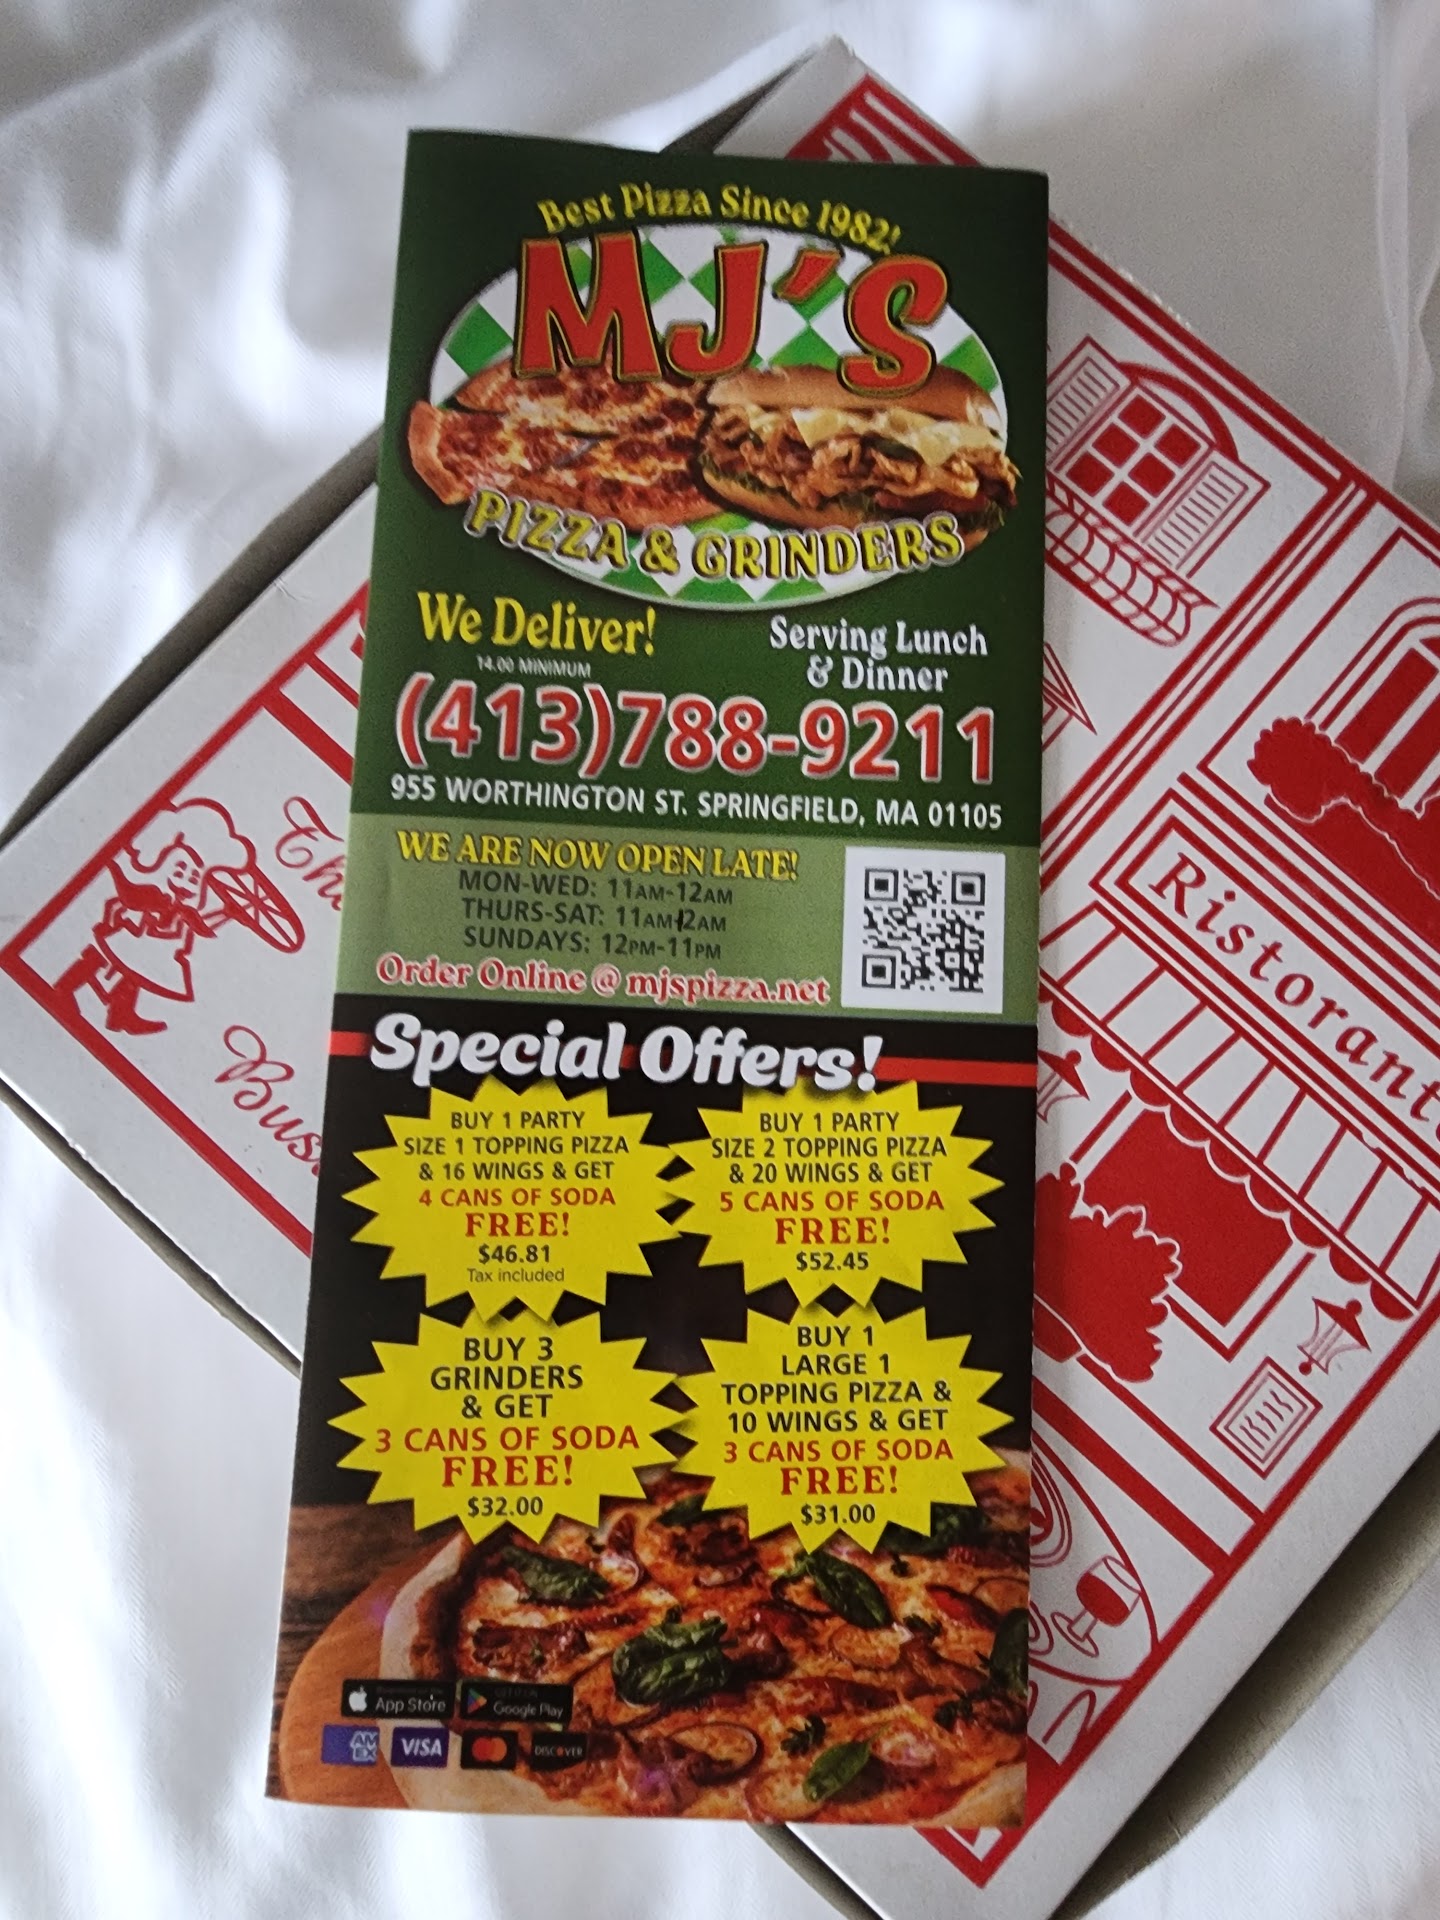 Best Pizza Since 1982!
MJ'S
PIZZA & GRINDERS
We Deliver!
14.00 MINIMUM
Serving Lunch
& Dinner
(413)788-9211
955 WORTHINGTON ST. SPRINGFIELD, MA 01105
WE ARE NOW OPEN LATE!
MON-WED: 11AM-12AM
THURS-SAT: 11AM-12AM
SUNDAYS: 12PM-11PM
Order Online @ mjspizza.net
Special Offers!
BUY 1 PARTY
SIZE 1 TOPPING PIZZA
& 16 WINGS & GET
4 CANS OF SODA
FREE!
$46.81
Tax included
BUY 1 PARTY
SIZE 2 TOPPING PIZZA
& 20 WINGS & GET
5 CANS OF SODA
FREE!
$52.45
BUY 3
GRINDERS
& GET
3 CANS OF SODA
FREE!
$32.00
BUY 1
LARGE 1
TOPPING PIZZA &
10 WINGS & GET
3 CANS OF SODA
FREE!
$31.00
App Store
Google Play
AM
EX
VISA
DISCOVER
Ristorant